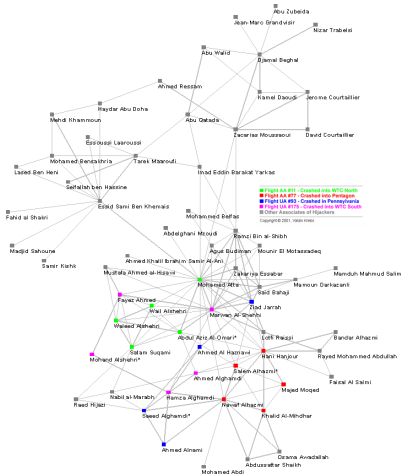 Abu Zubeida
Jean-Marc Grandvisir
Nizar Trabelsi
Abu Walid
Djamal Beghal
Ahmed Ressam
Kamel Daoudi
Jerome Courtaillier
Haydar Abu Doha
Mehdi Khammoun
Abu Qatada
Zacarias Moussaoui
David Courtaillier
Essoussi Laaroussi
Mohamed Bensakhria
Tarek Maaroufi
Lased Ben Heni
Imad Eddin Barakat Yarkas
Seifallah ben Hassine
Essid Sami Ben Khemais
Flight AA #11 - Crashed into WTC North
Flight AA #77 - Crashed into Pentagon
Flight UA #93 - Crashed in Pennsylvania
Flight UA #175 - Crashed into WTC South
Other Associates of Hijackers
Copyright © 2001, Valdis Krebs
Fahid al Shakri
Mohammed Belfas
Abdelghani Mzoudi
Ramzi Bin al-Shibh
Madjid Sahoune
Agus Budiman
Mounir El Motassadeq
Samir Kishk
Ahmed Khalil Ibrahim Samir Al-Ani
Mustafa Ahmed al-Hisawi
Zakariya Essabar
Mamduh Mahmud Salim
Mohamed Atta
Mamoun Darkazanli
Said Bahaji
Fayez Ahmed
Ziad Jarrah
Wail Alshehri
Marwan Al-Shehhi
Waleed Alshehri
Abdul Aziz Al-Omari*
Lotfi Raissi
Bandar Alhazmi
Satam Suqami
Ahmed Al Haznawi
Hani Hanjour
Rayed Mohammed Abdullah
Mohand Alshehri*
Salem Alhazmi*
Ahmed Alghamdi
Faisal Al Salmi
Majed Moqed
Nabil al-Marabh
Hamza Alghamdi
Raed Hijazi
Nawaf Alhazmi
Saeed Alghamdi*
Khalid Al-Mihdhar
Ahmed Alnami
Osama Awadallah
Abdussattar Shaikh
Mohamed Abdi